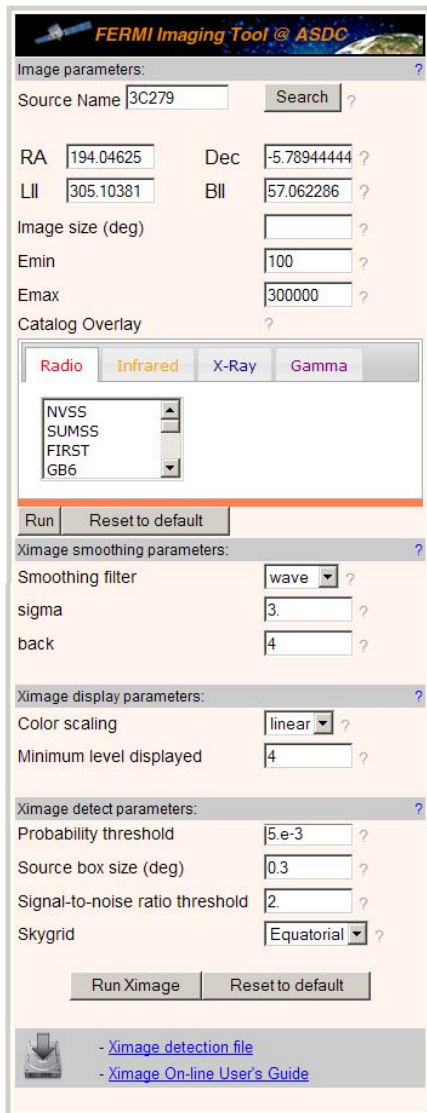 FERMI Imaging Tool @ ASDC
Image parameters: ?
Source Name 3C279 Search ?
RA 194.04625 Dec -5.78944444 ?
LII 305.10381 BII 57.062286 ?
Image size (deg) ?
Emin 100 ?
Emax 300000 ?
Catalog Overlay ?
Radio Infrared X-Ray Gamma
NVSS
SUMSS
FIRST
GB6
Run Reset to default
Ximage smoothing parameters: ?
Smoothing filter wave ?
sigma 3. ?
back 4 ?
Ximage display parameters: ?
Color scaling linear ?
Minimum level displayed 4 ?
Ximage detect parameters: ?
Probability threshold 5.e-3 ?
Source box size (deg) 0.3 ?
Signal-to-noise ratio threshold 2. ?
Skygrid Equatorial ?
Run Ximage Reset to default
- Ximage detection file
- Ximage On-line User's Guide